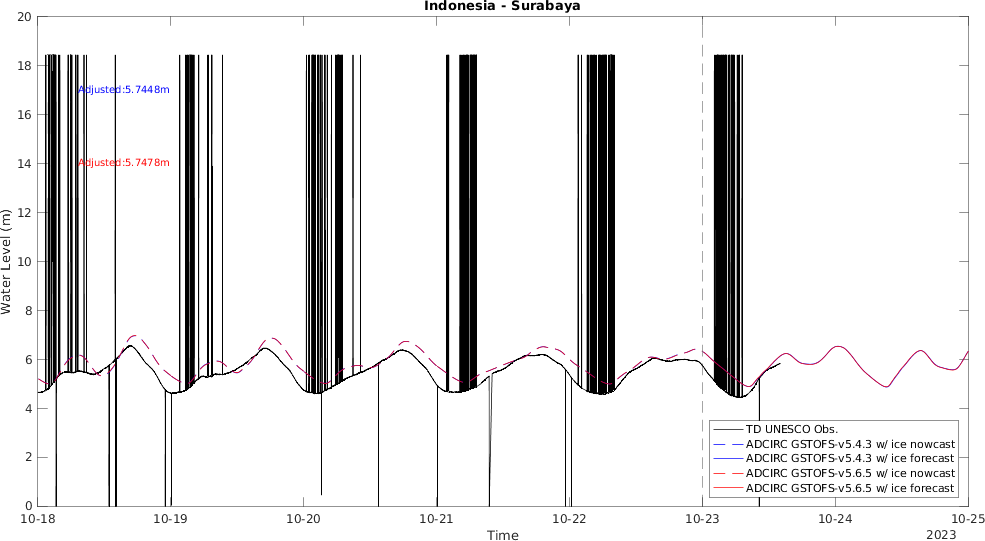 Indonesia - Surabaya
20
18
16
14
12
10
8
6
4
2
0
Water Level (m)
Adjusted:5.7448m
Adjusted:5.7478m
TD UNESCO Obs.
ADCIRC GSTOFS-v5.4.3 w/ ice nowcast
ADCIRC GSTOFS-v5.4.3 w/ ice forecast
ADCIRC GSTOFS-v5.6.5 w/ ice nowcast
ADCIRC GSTOFS-v5.6.5 w/ ice forecast
10-18 10-19 10-20 10-21 10-22 10-23 10-24 10-25
Time
2023